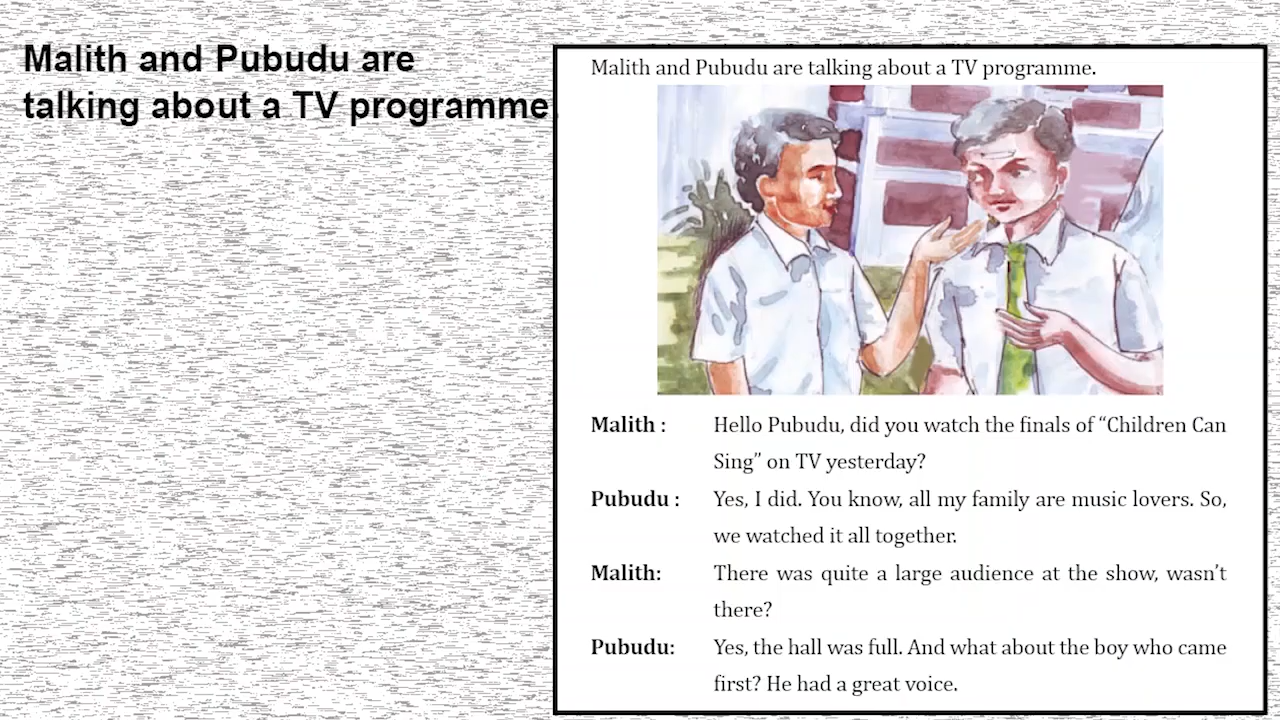 Malith and Pubudu are
talking about a TV programme
Malith and Pubudu are talking about a TV programme.
Malith : Hello Pubudu, did you watch the finals of “Children Can
Sing” on TV yesterday?
Pubudu : Yes, I did. You know, all my family are music lovers. So
we watched it all together.
Malith: There was quite a large audience at the show, wasn't
there?
Pubudu: Yes, the hall was full. And what about the boy who came
first? He had a great voice.